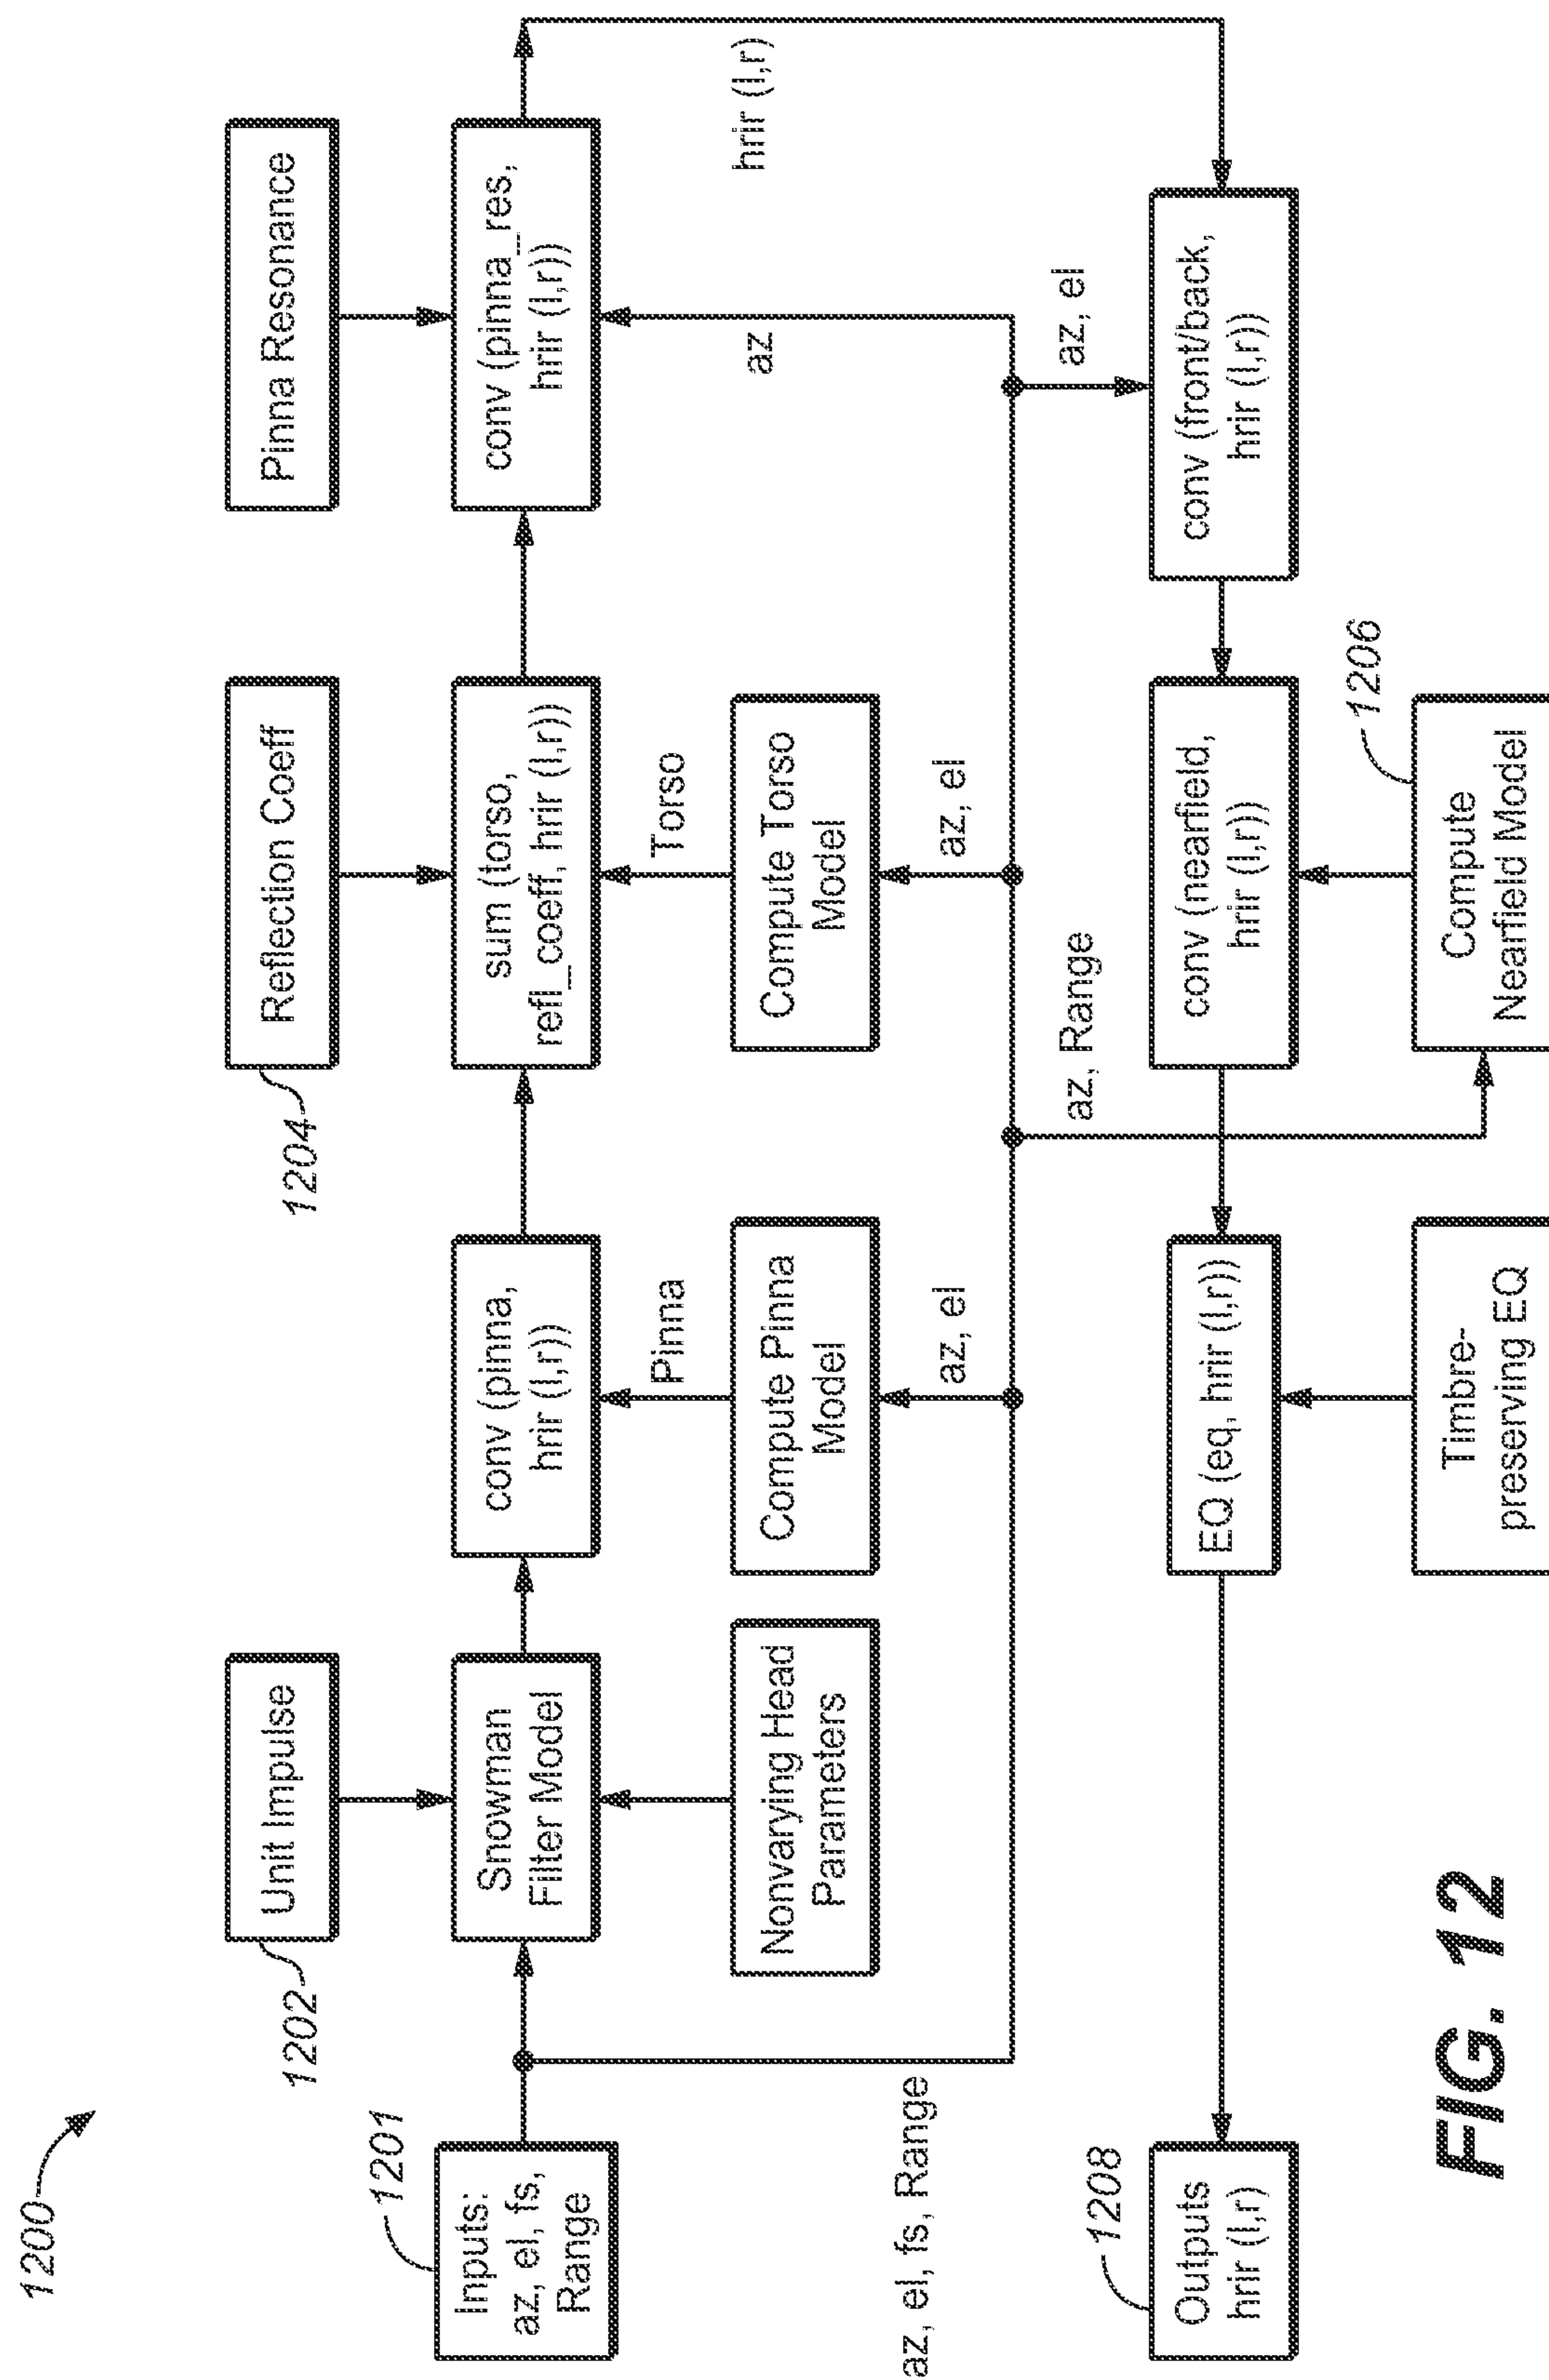 1200
1202
Unit Impulse
1204
Reflection Coeff
Pinna Resonance
1201
Inputs:
az, el, fs,
Range
Snowman
Filter Model
conv (pinna,
hrir (l,r))
sum (torso,
refl_coeff, hrir (l,r))
conv (pinna_res,
hrir (l,r))
Pinna
Torso
az
hrir (l,r)
Nonvarying Head
Parameters
Compute Pinna
Model
Compute Torso
Model
az, el, fs, Range
az, el
az, el
az, Range
az, el
1208
Outputs
hrir (l,r)
EQ (eq, hrir (l,r))
conv (nearfield,
hrir (l,r))
conv (front/back,
hrir (l,r))
1206
Timbre-
preserving EQ
Compute
Nearfield Model
FIG. 12